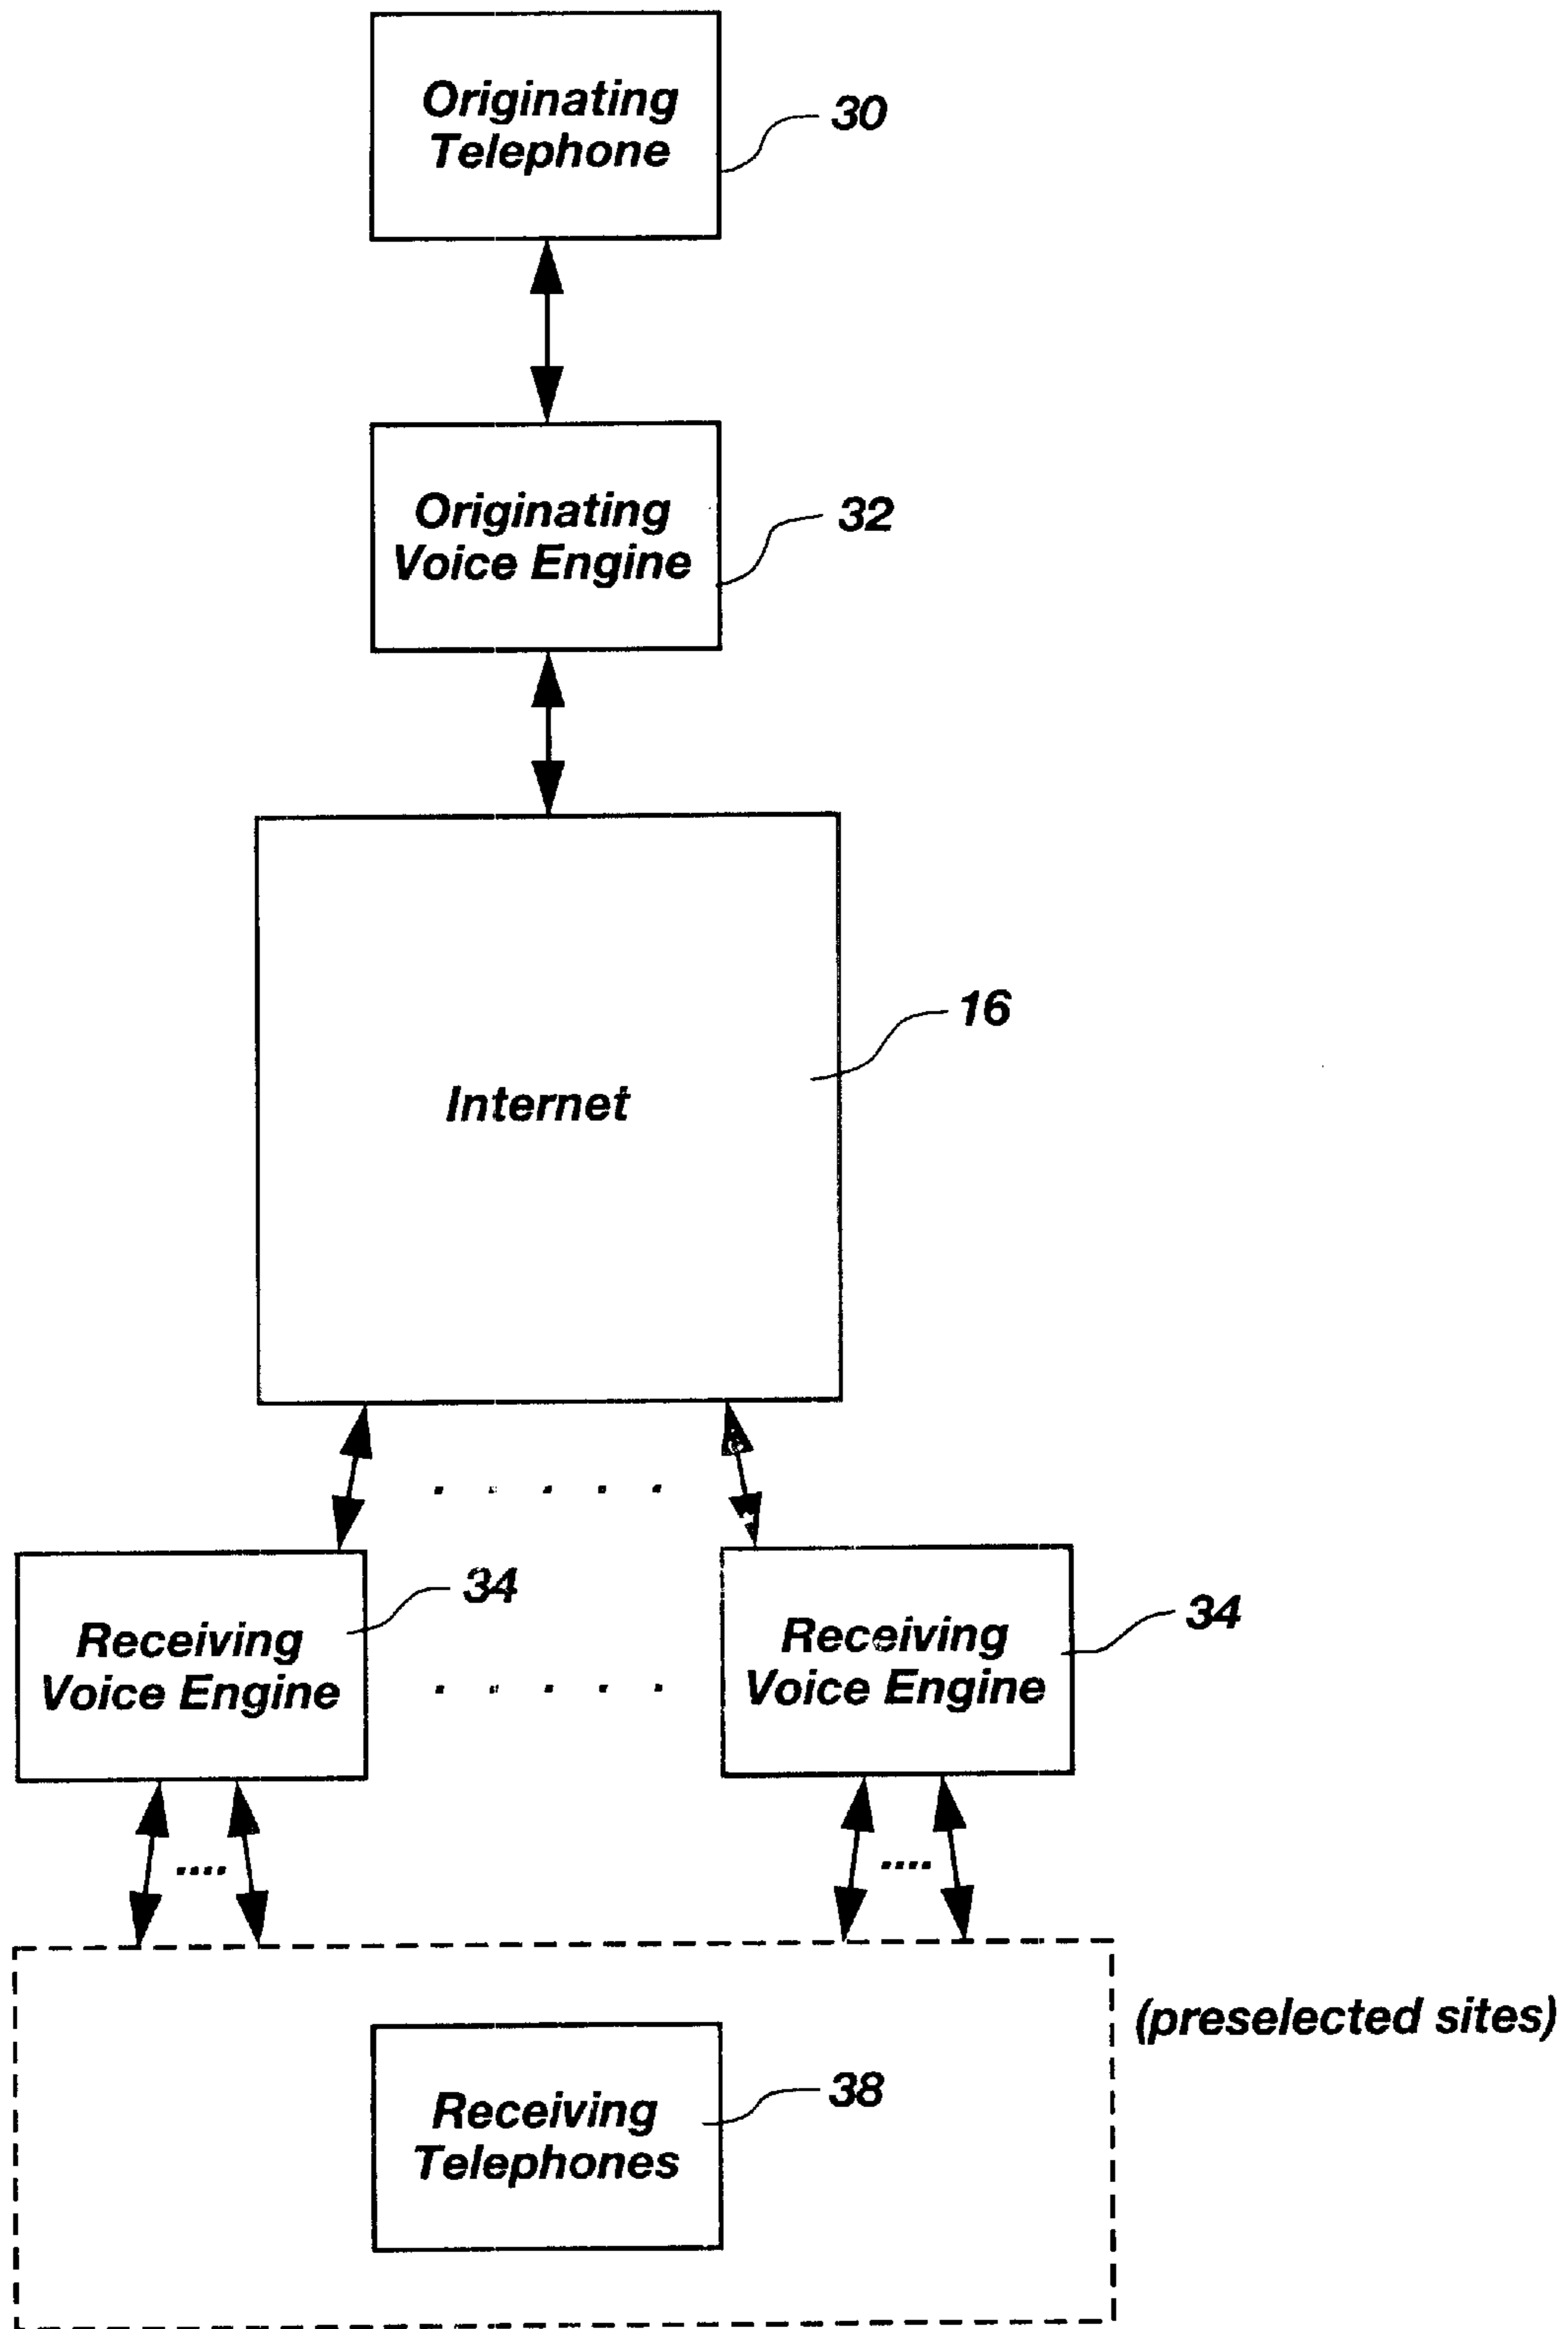 Originating
Telephone
30
Originating
Voice Engine
32
Internet
16
Receiving
Voice Engine
34
Receiving
Voice Engine
34
(preselected sites)
Receiving
Telephones
38